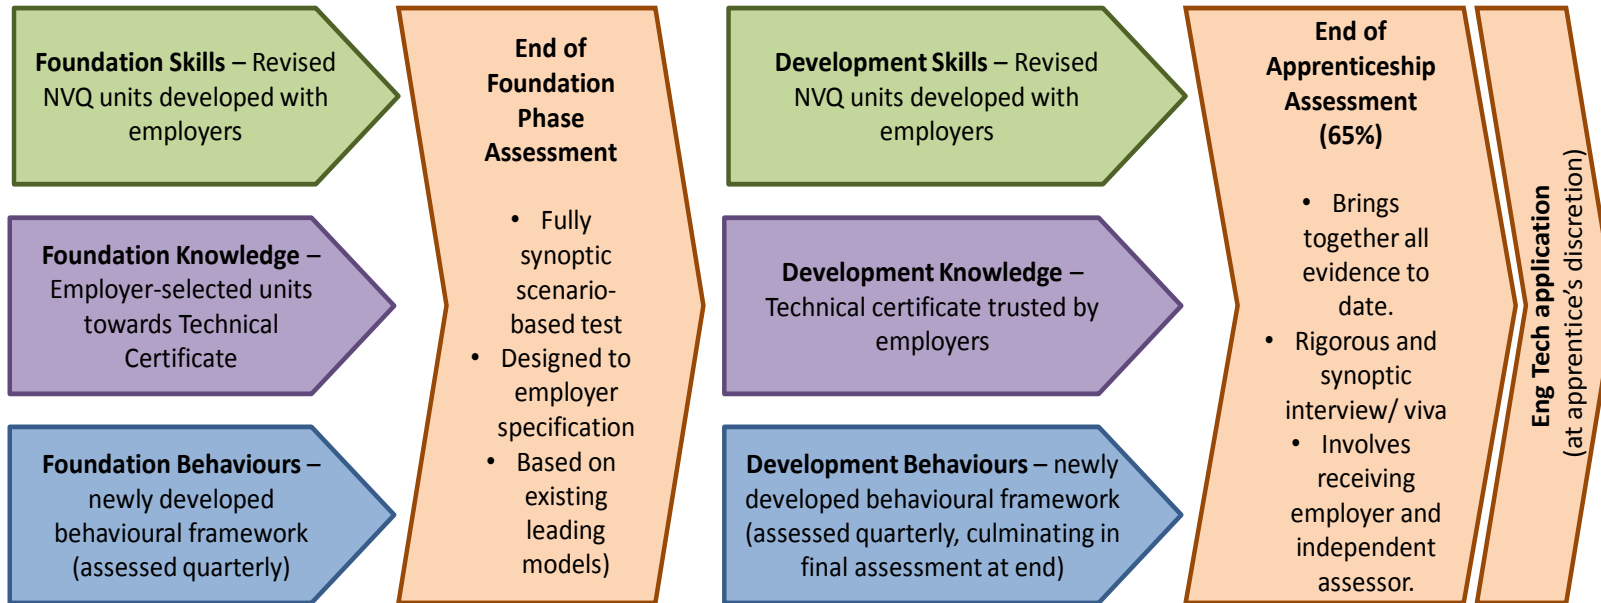 Foundation Skills – Revised
NVQ units developed with
employers
Foundation Knowledge –
Employer-selected units
towards Technical
Certificate
Foundation Behaviours –
newly developed
behavioural framework
(assessed quarterly)
End of
Foundation
Phase
Assessment
• Fully
synoptic
scenario-
based test
• Designed to
employer
specification
• Based on
existing
leading
models)
Development Skills – Revised
NVQ units developed with
employers
Development Knowledge –
Technical certificate trusted by
employers
Development Behaviours – newly
developed behavioural framework
(assessed quarterly, culminating in
final assessment at end)
End of
Apprenticeship
Assessment
(65%)
• Brings
together all
evidence to
date.
• Rigorous and
synoptic
interview/ viva
• Involves
receiving
employer and
independent
assessor.
Eng Tech application
(at apprentice’s discretion)